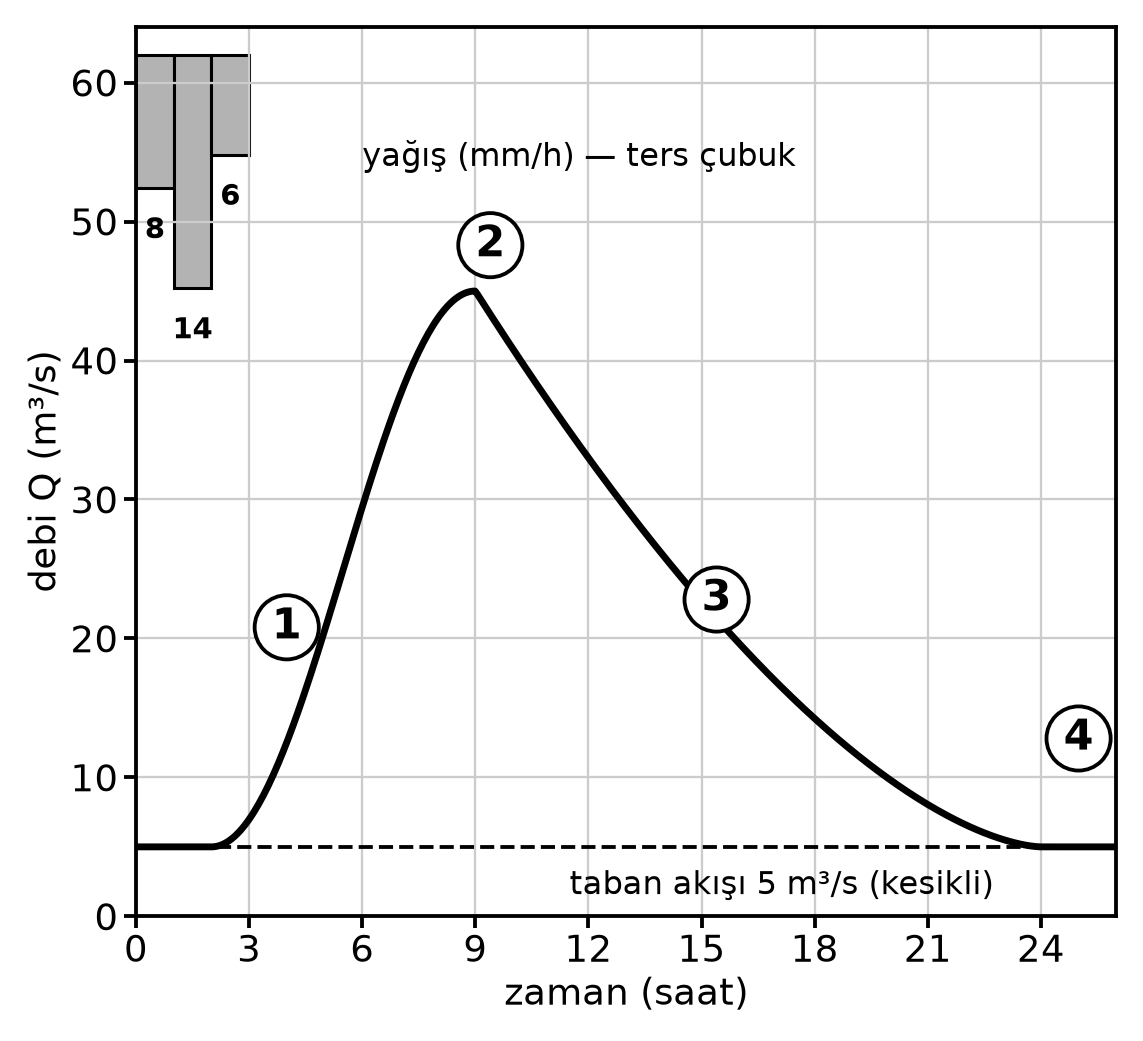 60
50
40
30
20
10
0
debi Q (m³/s)
8
14
6
yağış (mm/h) — ters çubuk
2
1
3
4
taban akışı 5 m³/s (kesikli)
0 3 6 9 12 15 18 21 24
zaman (saat)